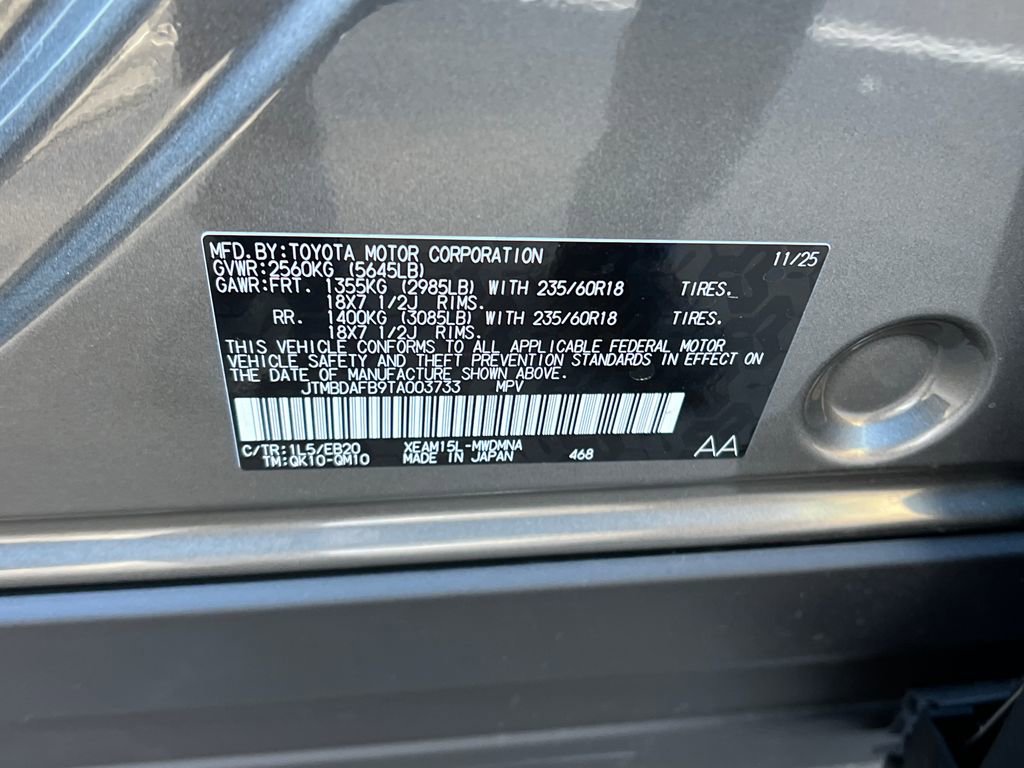 MFD. BY: TOYOTA MOTOR CORPORATION 11/25
GVWR: 2560KG (5645LB)
GAWR: FRT. 1355KG (2985LB) WITH 235/60R18 TIRES.
18X7 1/2J RIMS.
RR. 1400KG (3085LB) WITH 235/60R18 TIRES.
18X7 1/2J RIMS.
THIS VEHICLE CONFORMS TO ALL APPLICABLE FEDERAL MOTOR
VEHICLE SAFETY AND THEFT PREVENTION STANDARDS IN EFFECT ON
THE DATE OF MANUFACTURE SHOWN ABOVE.
JTMBDAFB9TA003733 MPV
C/TR: 1L5/EB20 XEAM15L-MWDMNA
TM: QK10-QM10 MADE IN JAPAN 468 AA